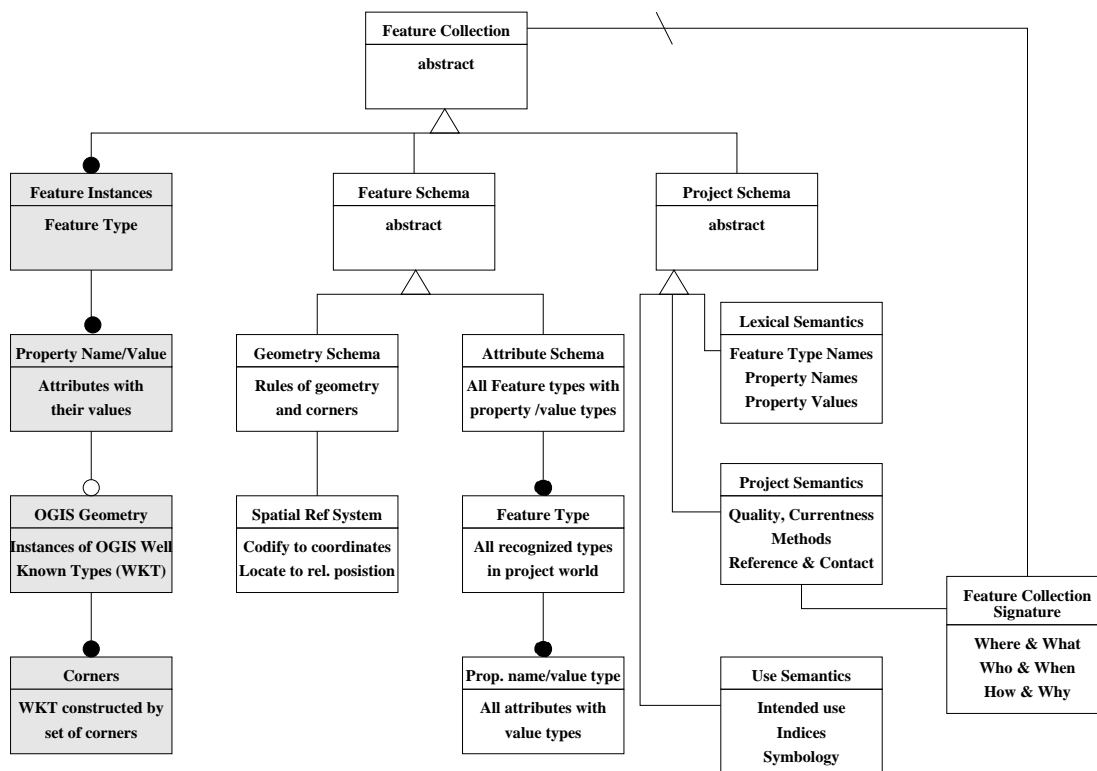 Feature Collection
abstract
Feature Instances
Feature Type
Feature Schema
abstract
Project Schema
abstract
Lexical Semantics
Feature Type Names
Property Names
Property Values
Property Name/Value
Attributes with
their values
Geometry Schema
Rules of geometry
and corners
Attribute Schema
All Feature types with
property /value types
Project Semantics
Quality, Currentness
Methods
Reference & Contact
OGIS Geometry
Instances of OGIS Well
Known Types (WKT)
Spatial Ref System
Codify to coordinates
Locate to rel. posistion
Feature Type
All recognized types
in project world
Feature Collection
Signature
Where & What
Who & When
How & Why
Corners
WKT constructed by
set of corners
Prop. name/value type
All attributes with
value types
Use Semantics
Intended use
Indices
Symbology